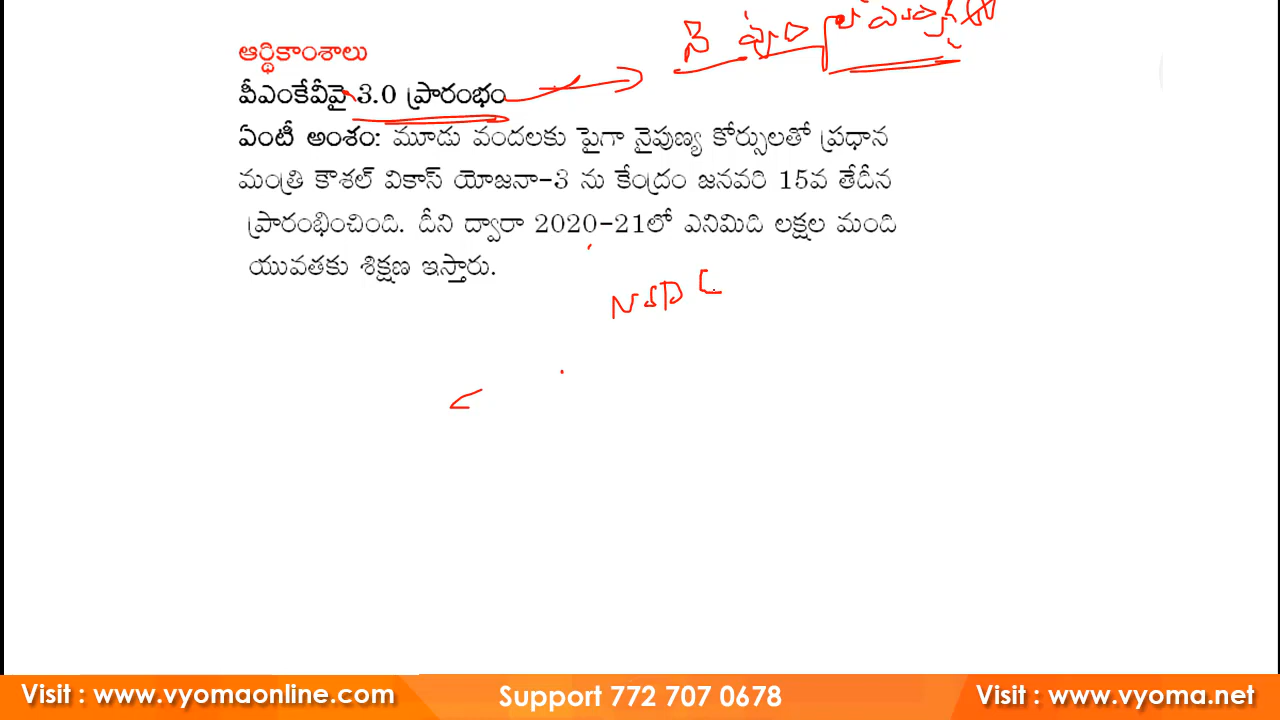 ఆర్థికాంశాలు
పీఎంకేవీవై 3.0 ప్రారంభం
ఏంటీ అంశం: మూడు వందలకు పైగా నైపుణ్య కోర్సులతో ప్రధాన
మంత్రి కౌశల్ వికాస్ యోజనా-3 ను కేంద్రం జనవరి 15వ తేదీన
ప్రారంభించింది. దీని ద్వారా 2020-21లో ఎనిమిది లక్షల మంది
యువతకు శిక్షణ ఇస్తారు.
NSDC
Visit : www.vyomaonline.com
Support 772 707 0678
Visit : www.vyoma.net